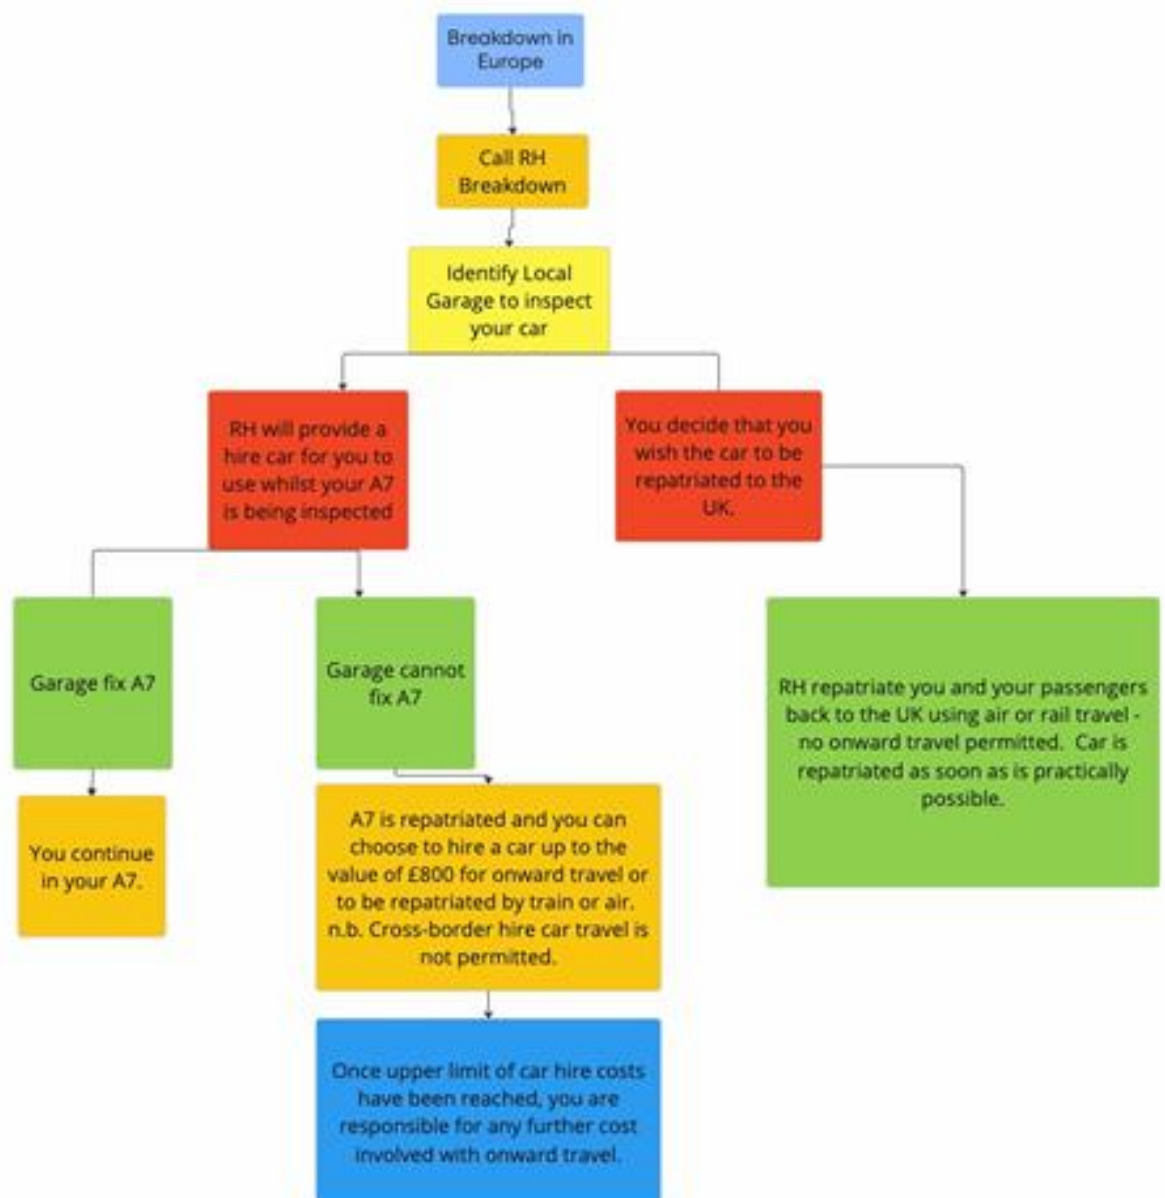 Breakdown in
Europe
Call RH
Breakdown
Identify Local
Garage to inspect
your car
RH will provide a
hire car for you to
use whilst your A7
is being inspected
You decide that you
wish the car to be
repatriated to the
UK.
Garage fix A7
Garage cannot
fix A7
RH repatriate you and your passengers
back to the UK using air or rail travel -
no onward travel permitted. Car is
repatriated as soon as is practically
possible.
You continue
in your A7.
A7 is repatriated and you can
choose to hire a car up to the
value of £800 for onward travel or
to be repatriated by train or air.
n.b. Cross-border hire car travel is
not permitted.
Once upper limit of car hire costs
have been reached, you are
responsible for any further cost
involved with onward travel.